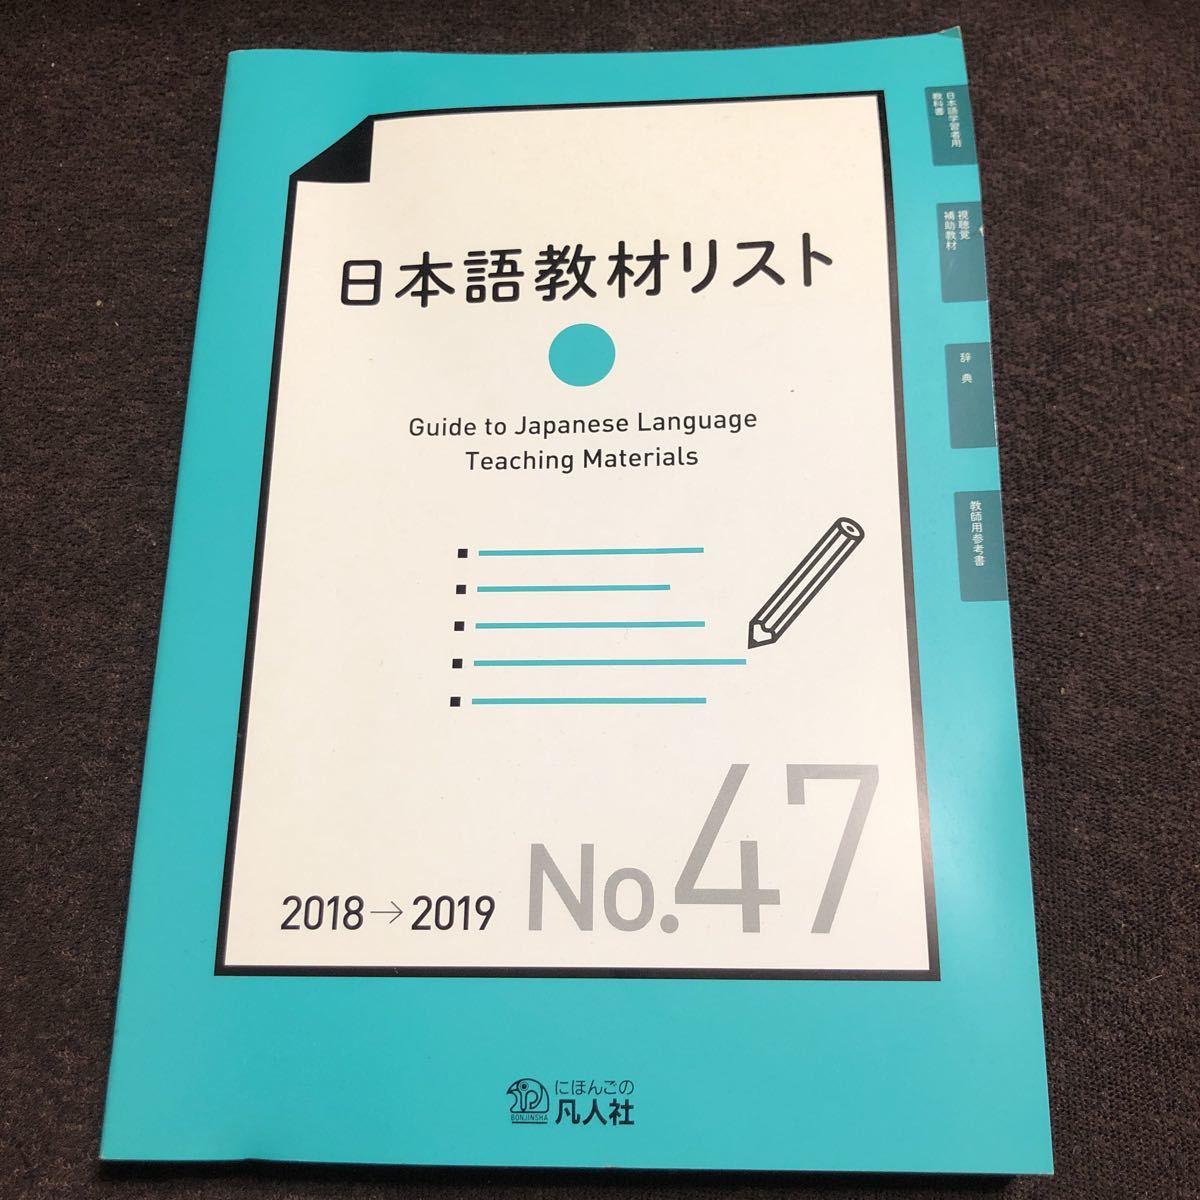 日本語教材リスト
Guide to Japanese Language
Teaching Materials
2018→2019
No.47
BONJINSHA
にほんごの
凡人社
日本語学習者用
教科書
視聴覚
補助教材
辞典
教師用参考書